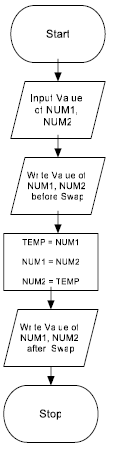 Start
Input Value
of NUM1,
NUM2
Write Value of
NUM1, NUM2
before Swap
TEMP = NUM1
NUM1 = NUM2
NUM2 = TEMP
Write Value of
NUM1, NUM2
after Swap
Stop